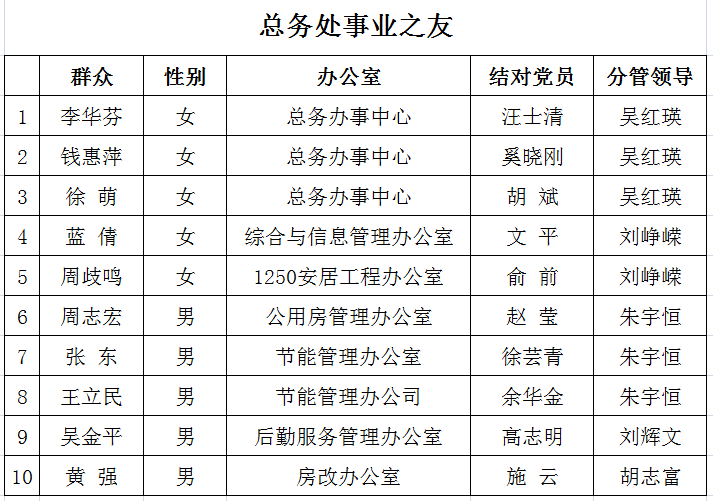 总务处事业之友
群众 性别 办公室 结对党员 分管领导
1 李华芬 女 总务办事中心 汪士清 吴红瑛
2 钱惠萍 女 总务办事中心 奚晓刚 吴红瑛
3 徐 萌 女 总务办事中心 胡 斌 吴红瑛
4 蓝 倩 女 综合与信息管理办公室 文 平 刘峥嵘
5 周歧鸣 女 1250安居工程办公室 俞 前 刘峥嵘
6 周志宏 男 公用房管理办公室 赵 莹 朱宇恒
7 张 东 男 节能管理办公室 徐芸青 朱宇恒
8 王立民 男 节能管理办公司 余华金 朱宇恒
9 吴金平 男 后勤服务管理办公室 高志明 刘辉文
10 黄 强 男 房改办公室 施 云 胡志富